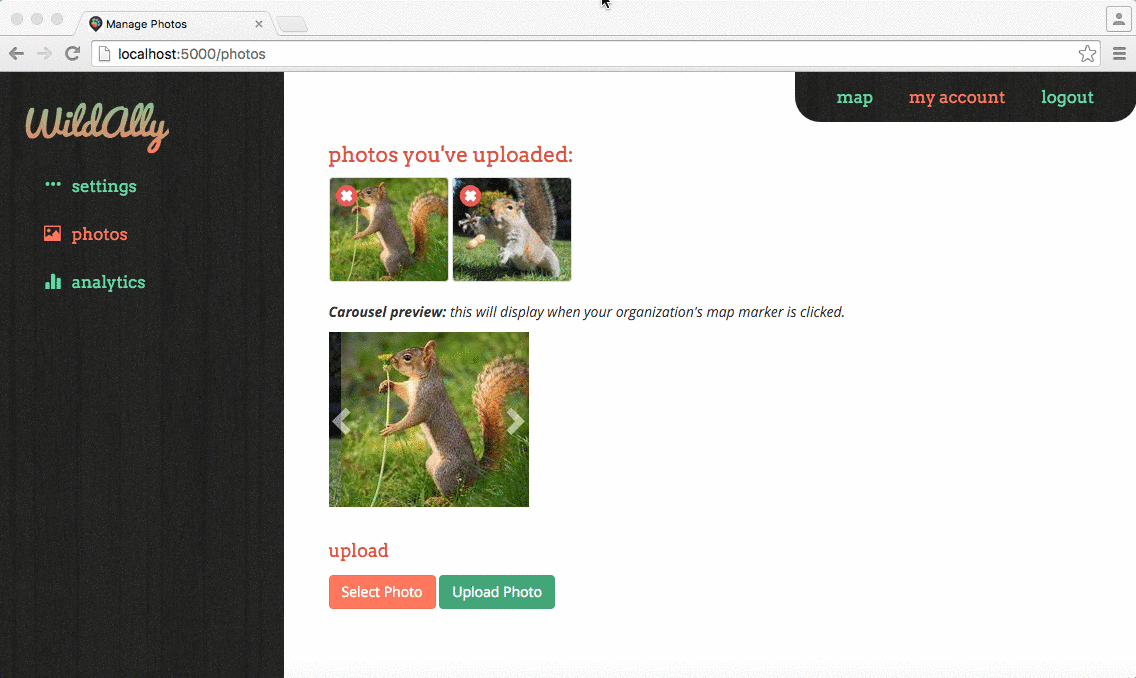 Manage Photos
localhost:5000/photos
WildAlly
map my account logout
settings
photos
analytics
photos you've uploaded:
Carousel preview: this will display when your organization's map marker is clicked.
upload
Select Photo Upload Photo